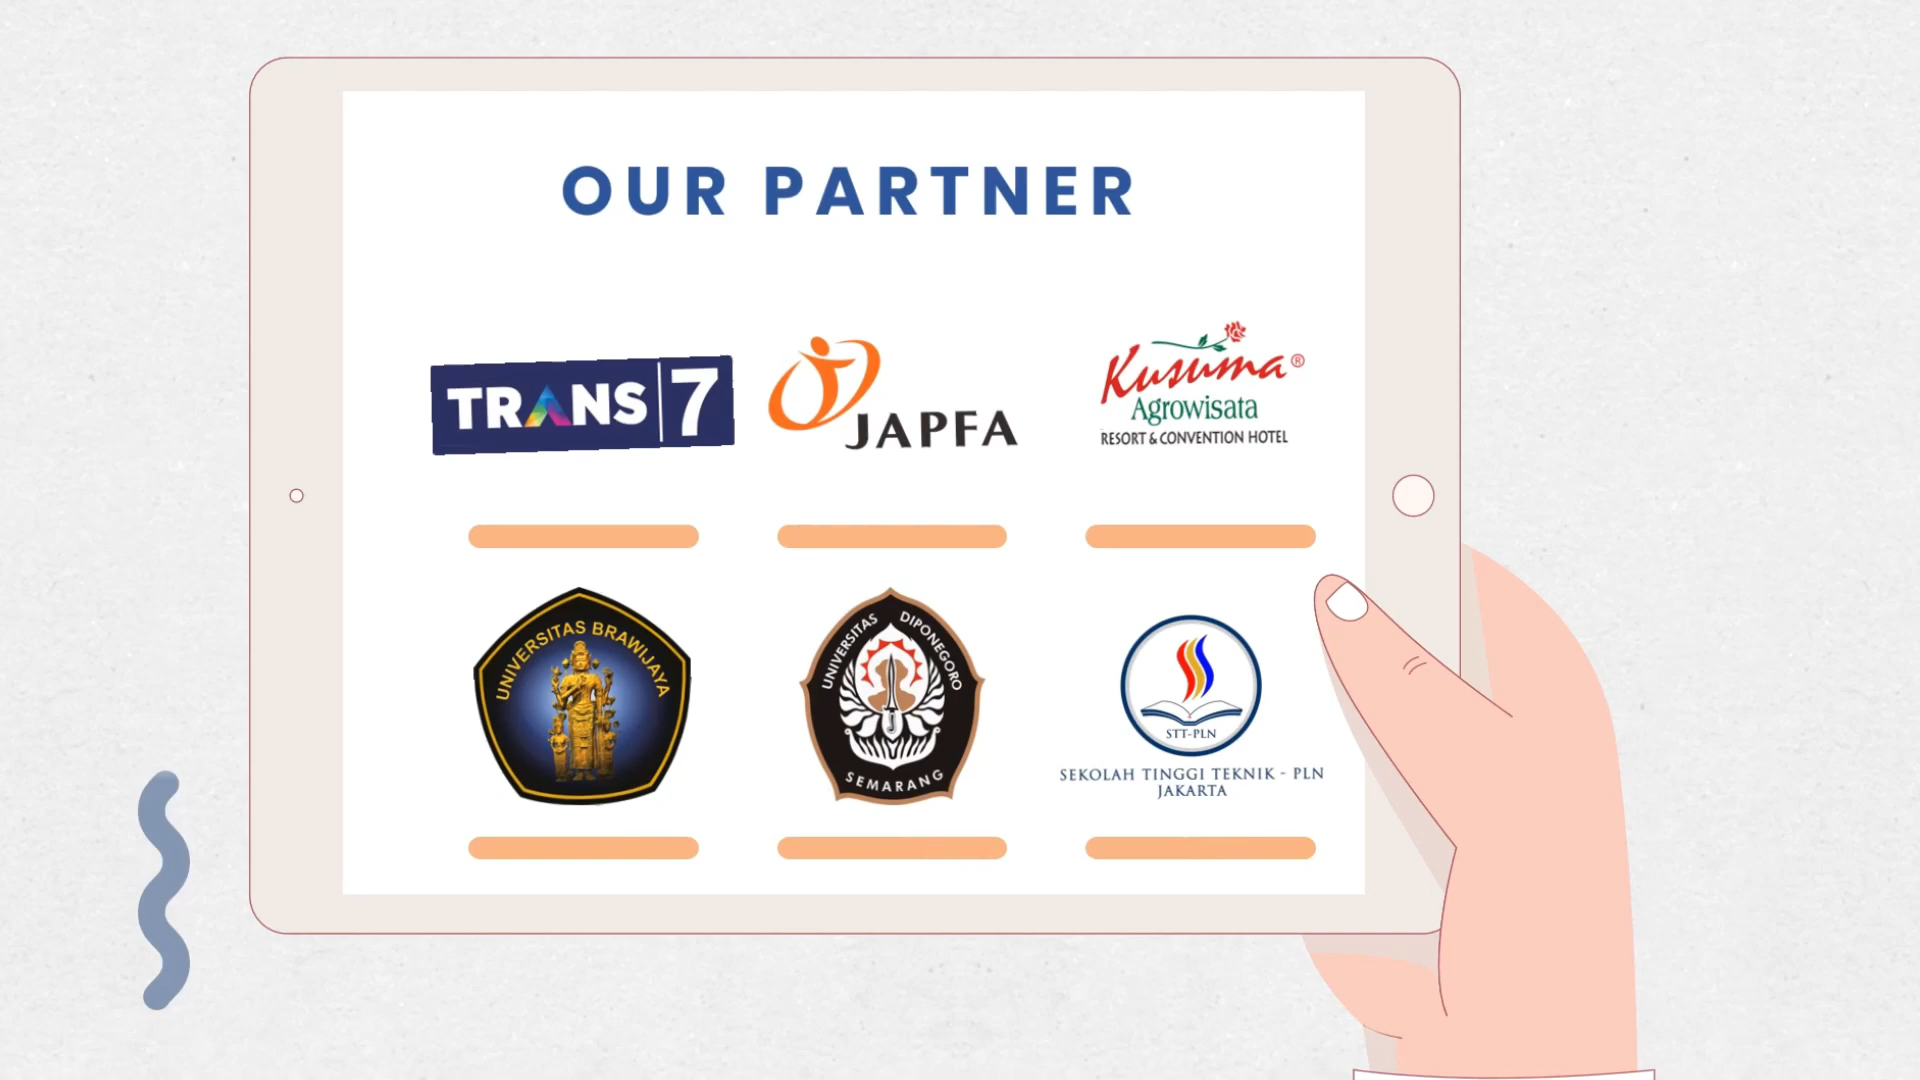 OUR PARTNER
TRANS|7
JAPFA
Kusuma®
Agrowisata
RESORT & CONVENTION HOTEL
UNIVERSITAS BRAWIJAYA
UNIVERSITAS DIPONEGORO
SEMARANG
STT-PLN
SEKOLAH TINGGI TEKNIK - PLN
JAKARTA